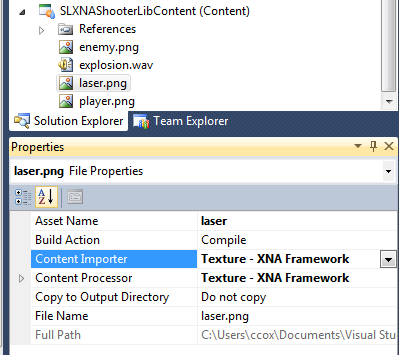 SLXNAShooterLibContent (Content)
References
enemy.png
explosion.wav
laser.png
player.png
Solution Explorer Team Explorer
Properties
laser.png File Properties
Asset Name laser
Build Action Compile
Content Importer Texture - XNA Framework
Content Processor Texture - XNA Framework
Copy to Output Directory Do not copy
File Name laser.png
Full Path C:\Users\ccox\Documents\Visual Stu